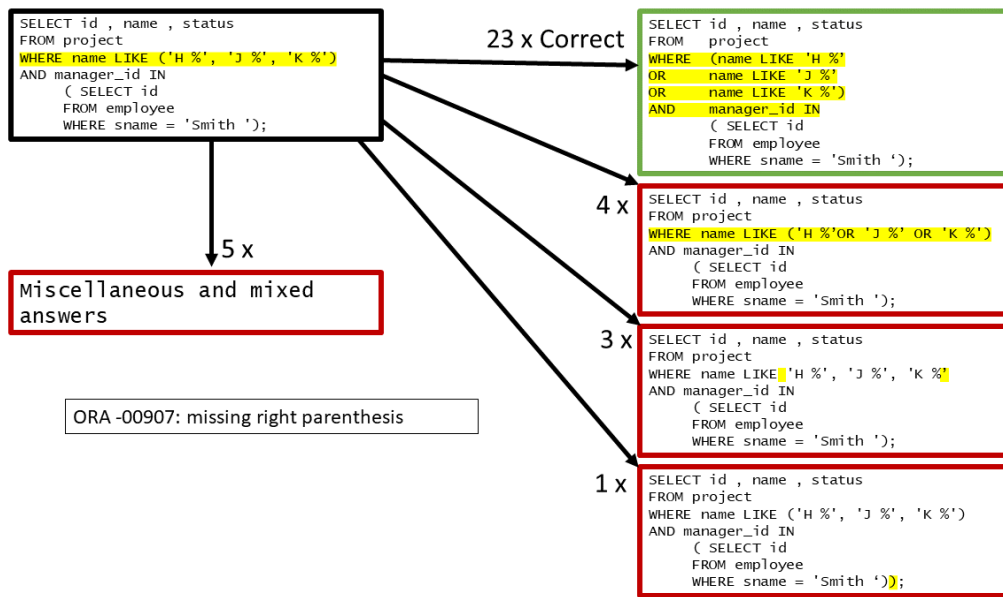 SELECT id , name , status
FROM project
WHERE name LIKE ('H %', 'J %', 'K %')
AND manager_id IN
( SELECT id
FROM employee
WHERE sname = 'Smith ');
23 x Correct
SELECT id , name , status
FROM project
WHERE (name LIKE 'H %’
OR name LIKE 'J %’
OR name LIKE 'K %’)
AND manager_id IN
( SELECT id
FROM employee
WHERE sname = 'Smith ‘);
4 x
SELECT id , name , status
FROM project
WHERE name LIKE ('H %’OR 'J %’ OR 'K %')
AND manager_id IN
( SELECT id
FROM employee
WHERE sname = 'Smith ');
5 x
Miscellaneous and mixed
answers
3 x
SELECT id , name , status
FROM project
WHERE name LIKE 'H %', 'J %', 'K %’
AND manager_id IN
( SELECT id
FROM employee
WHERE sname = 'Smith ');
ORA -00907: missing right parenthesis
1 x
SELECT id , name , status
FROM project
WHERE name LIKE ('H %', 'J %', 'K %')
AND manager_id IN
( SELECT id
FROM employee
WHERE sname = 'Smith ‘));